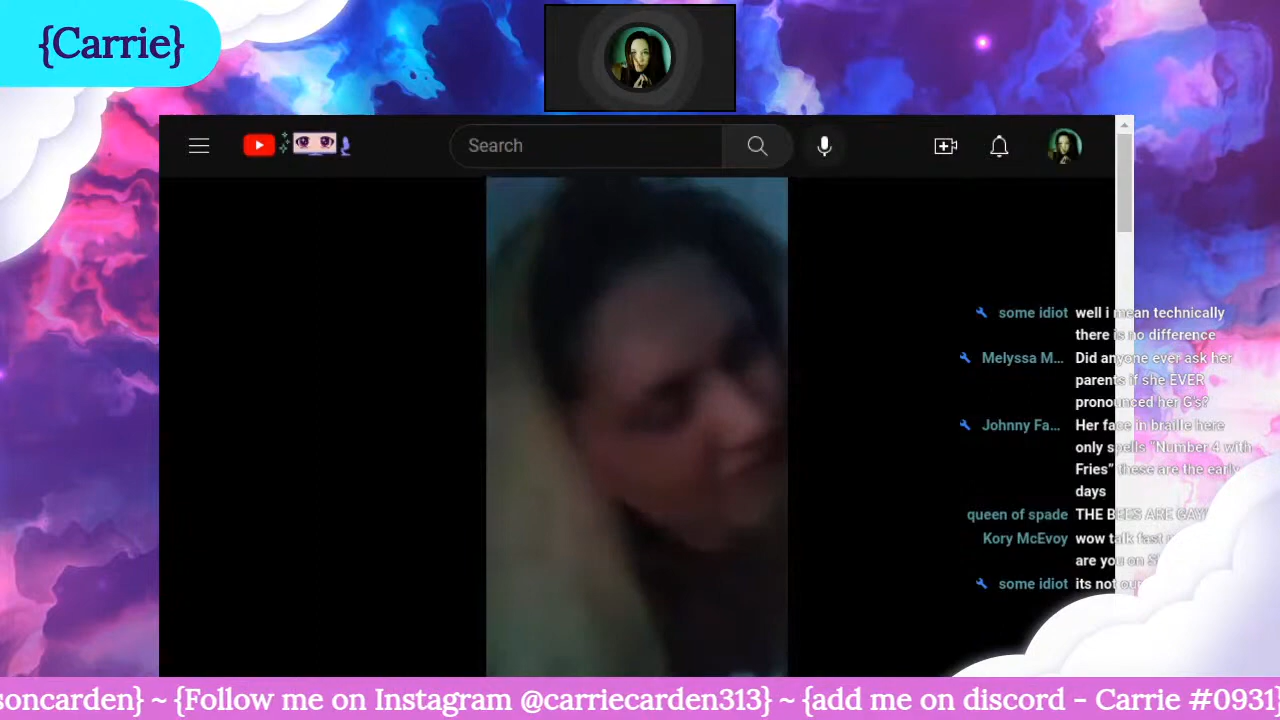 {Carrie}
Search
some idiot well i mean technically
there is no difference
Melyssa M... Did anyone ever ask her
parents if she EVER
pronounced her G's?
Johnny Fa... Her face in braille here
only spells "Number 4 with
Fries" these are the early
days
queen of spade THE BEES ARE GAY
Kory McEvoy wow talk fast
are you on
some idiot its not our
soncarden} ~ {Follow me on Instagram @carriecarden313} ~ {add me on discord - Carrie #0931}